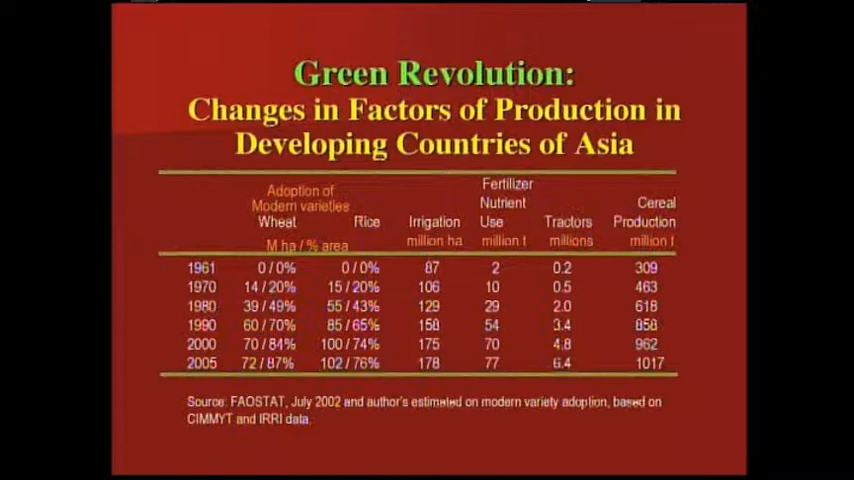 Green Revolution:
Changes in Factors of Production in
Developing Countries of Asia
Adoption of
Modern varieties
Fertilizer
Nutrient Cereal
Wheat Rice Irrigation Use Tractors Production
M ha / % area million ha million t millions million t
1961 0 / 0% 0 / 0% 87 2 0.2 309
1970 14 / 20% 15 / 20% 106 10 0.5 463
1980 39 / 49% 55 / 43% 129 29 2.0 618
1990 60 / 70% 85 / 65% 158 54 3.4 858
2000 70 / 84% 100 / 74% 175 70 4.8 962
2005 72 / 87% 102 / 76% 178 77 6.4 1017
Source: FAOSTAT, July 2002 and author's estimated on modern variety adoption, based on
CIMMYT and IRRI data.